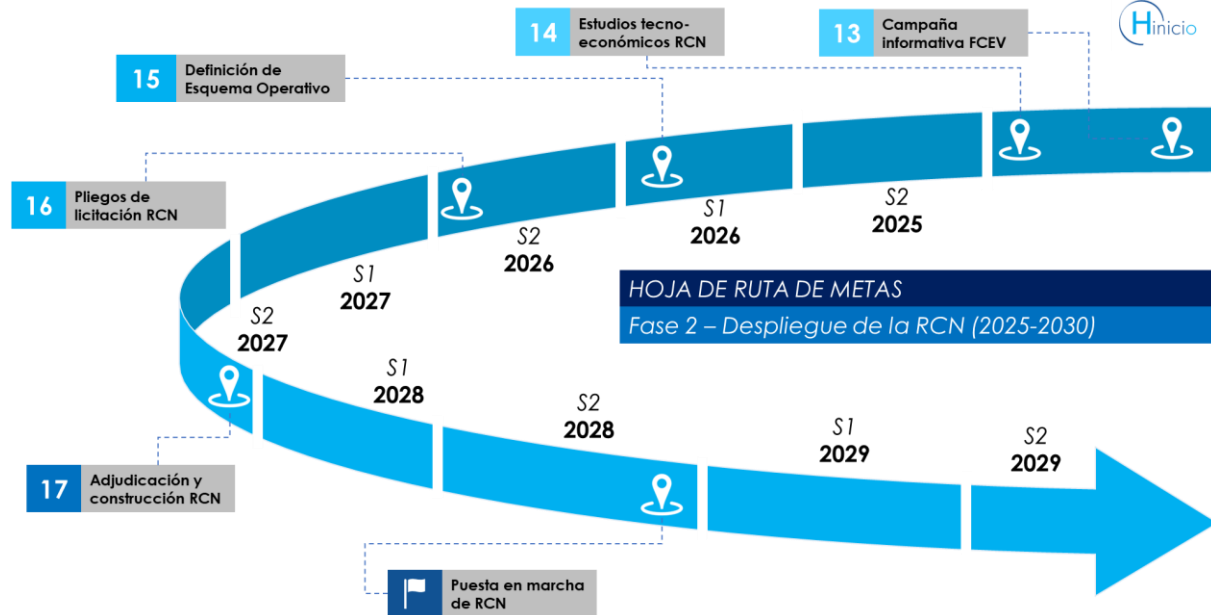 Hinicio
14
Estudios tecno-
económicos RCN
13
Campaña
informativa FCEV
15
Definición de
Esquema Operativo
16
Pliegos de
licitación RCN
S2
2025
S1
2026
S2
2026
S1
2027
S2
2027
HOJA DE RUTA DE METAS
Fase 2 – Despliegue de la RCN (2025-2030)
S1
2028
S2
2028
S1
2029
S2
2029
17
Adjudicación y
construcción RCN
Puesta en marcha
de RCN